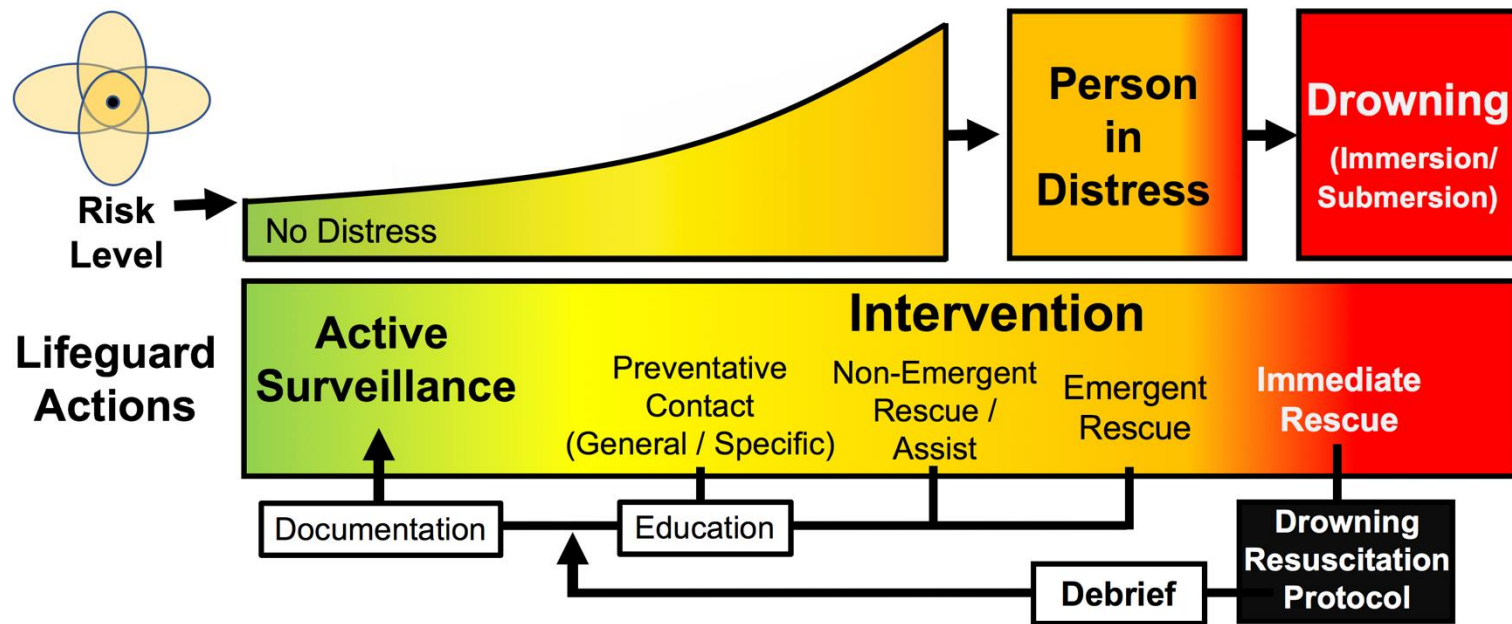 Risk
Level
No Distress
Person
in
Distress
Drowning
(Immersion/
Submersion)
Lifeguard
Actions
Active
Surveillance
Intervention
Preventative
Contact
(General / Specific)
Non-Emergent
Rescue /
Assist
Emergent
Rescue
Immediate
Rescue
Documentation
Education
Drowning
Resuscitation
Protocol
Debrief